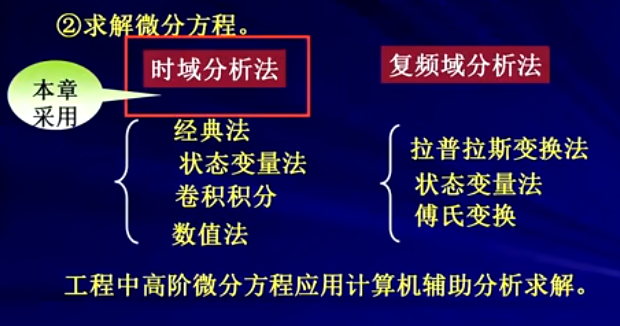 ②求解微分方程。
时域分析法
复频域分析法
本章
采用
经典法
状态变量法
卷积积分
数值法
拉普拉斯变换法
状态变量法
傅氏变换
工程中高阶微分方程应用计算机辅助分析求解。